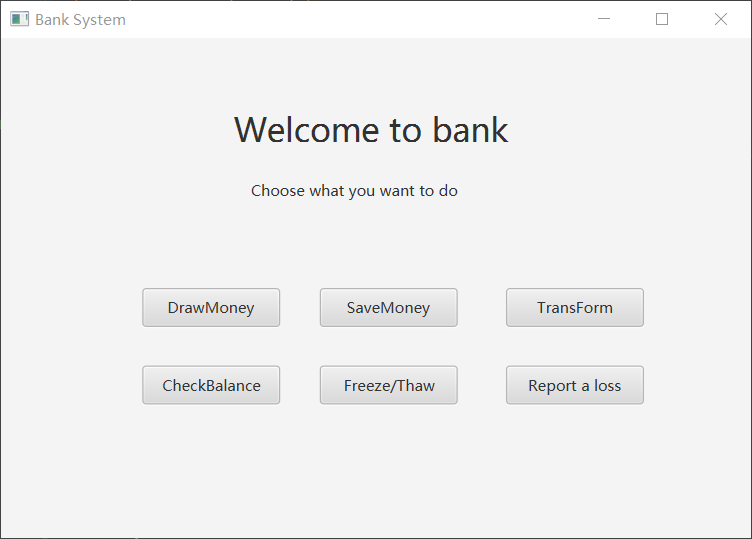 Bank System
Welcome to bank
Choose what you want to do
DrawMoney SaveMoney TransForm
CheckBalance Freeze/Thaw Report a loss